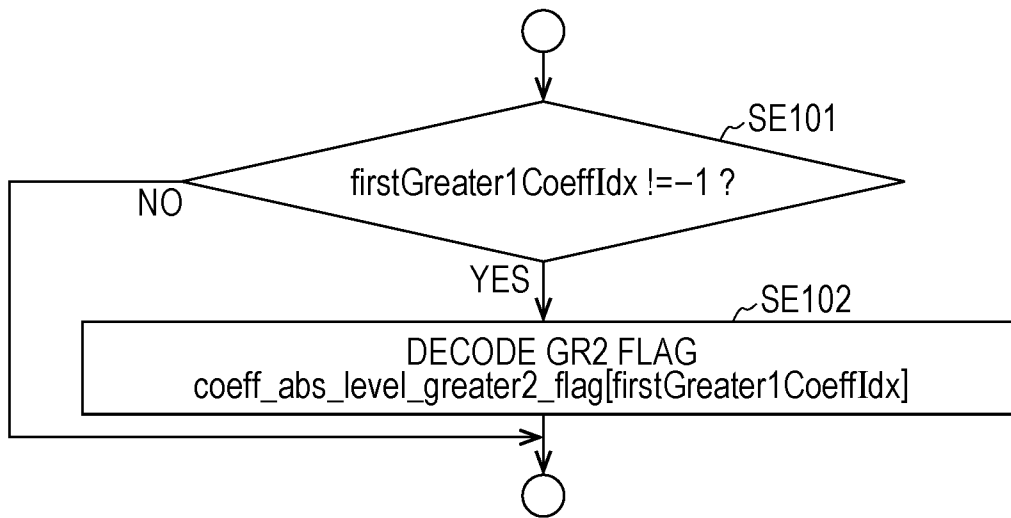 SE101
firstGreater1CoeffIdx !=−1 ?
NO
YES
SE102
DECODE GR2 FLAG
coeff_abs_level_greater2_flag[firstGreater1CoeffIdx]